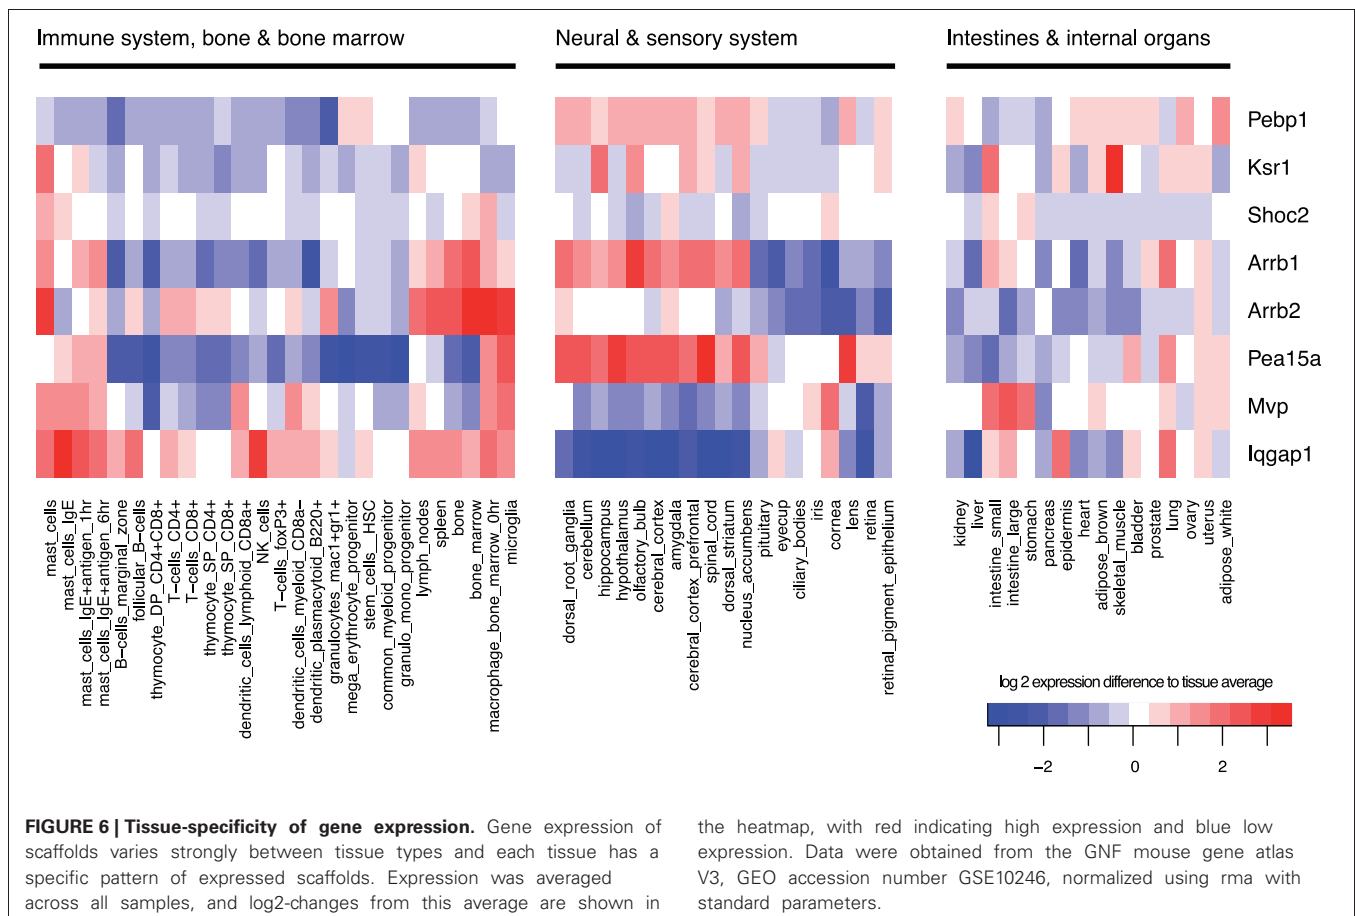 Immune system, bone & bone marrow
Neural & sensory system
Intestines & internal organs
Pebp1
Ksr1
Shoc2
Arrb1
Arrb2
Pea15a
Mvp
Iqgap1
mast_cells
mast_cells_IgE
mast_cells_IgE+antigen_1hr
mast_cells_IgE+antigen_6hr
B−cells_marginal_zone
follicular_B−cells
thymocyte_DP_CD4+CD8+
T−cells_CD4+
T−cells_CD8+
thymocyte_SP_CD4+
thymocyte_SP_CD8+
dendritic_cells_lymphoid_CD8a+
NK_cells
T−cells_foxP3+
dendritic_cells_myeloid_CD8a−
dendritic_plasmacytoid_B220+
granulocytes_mac1+gr1+
mega_erythrocyte_progenitor
stem_cells__HSC
common_myeloid_progenitor
granulo_mono_progenitor
lymph_nodes
spleen
bone
bone_marrow
macrophage_bone_marrow_0hr
microglia
dorsal_root_ganglia
cerebellum
hippocampus
hypothalamus
olfactory_bulb
cerebral_cortex
amygdala
cerebral_cortex_prefrontal
spinal_cord
dorsal_striatum
nucleus_accumbens
pituitary
eyecup
ciliary_bodies
iris
cornea
lens
retina
retinal_pigment_epithelium
kidney
liver
intestine_small
intestine_large
stomach
pancreas
epidermis
heart
adipose_brown
skeletal_muscle
bladder
prostate
lung
ovary
uterus
adipose_white
log 2 expression difference to tissue average
−2 0 2
FIGURE 6 | Tissue-specificity of gene expression. Gene expression of
scaffolds varies strongly between tissue types and each tissue has a
specific pattern of expressed scaffolds. Expression was averaged
across all samples, and log2-changes from this average are shown in
the heatmap, with red indicating high expression and blue low
expression. Data were obtained from the GNF mouse gene atlas
V3, GEO accession number GSE10246, normalized using rma with
standard parameters.